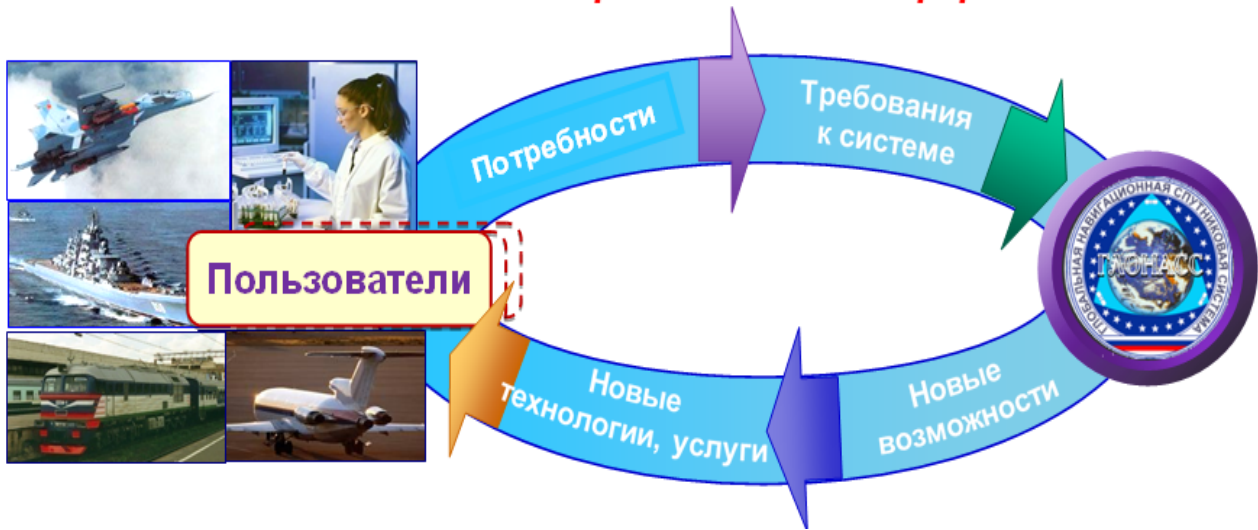 Потребности
Требования
к системе
Пользователи
ГЛОБАЛЬНАЯ НАВИГАЦИОННАЯ СПУТНИКОВАЯ СИСТЕМА
ГЛОНАСС
Новые
технологии, услуги
Новые
возможности